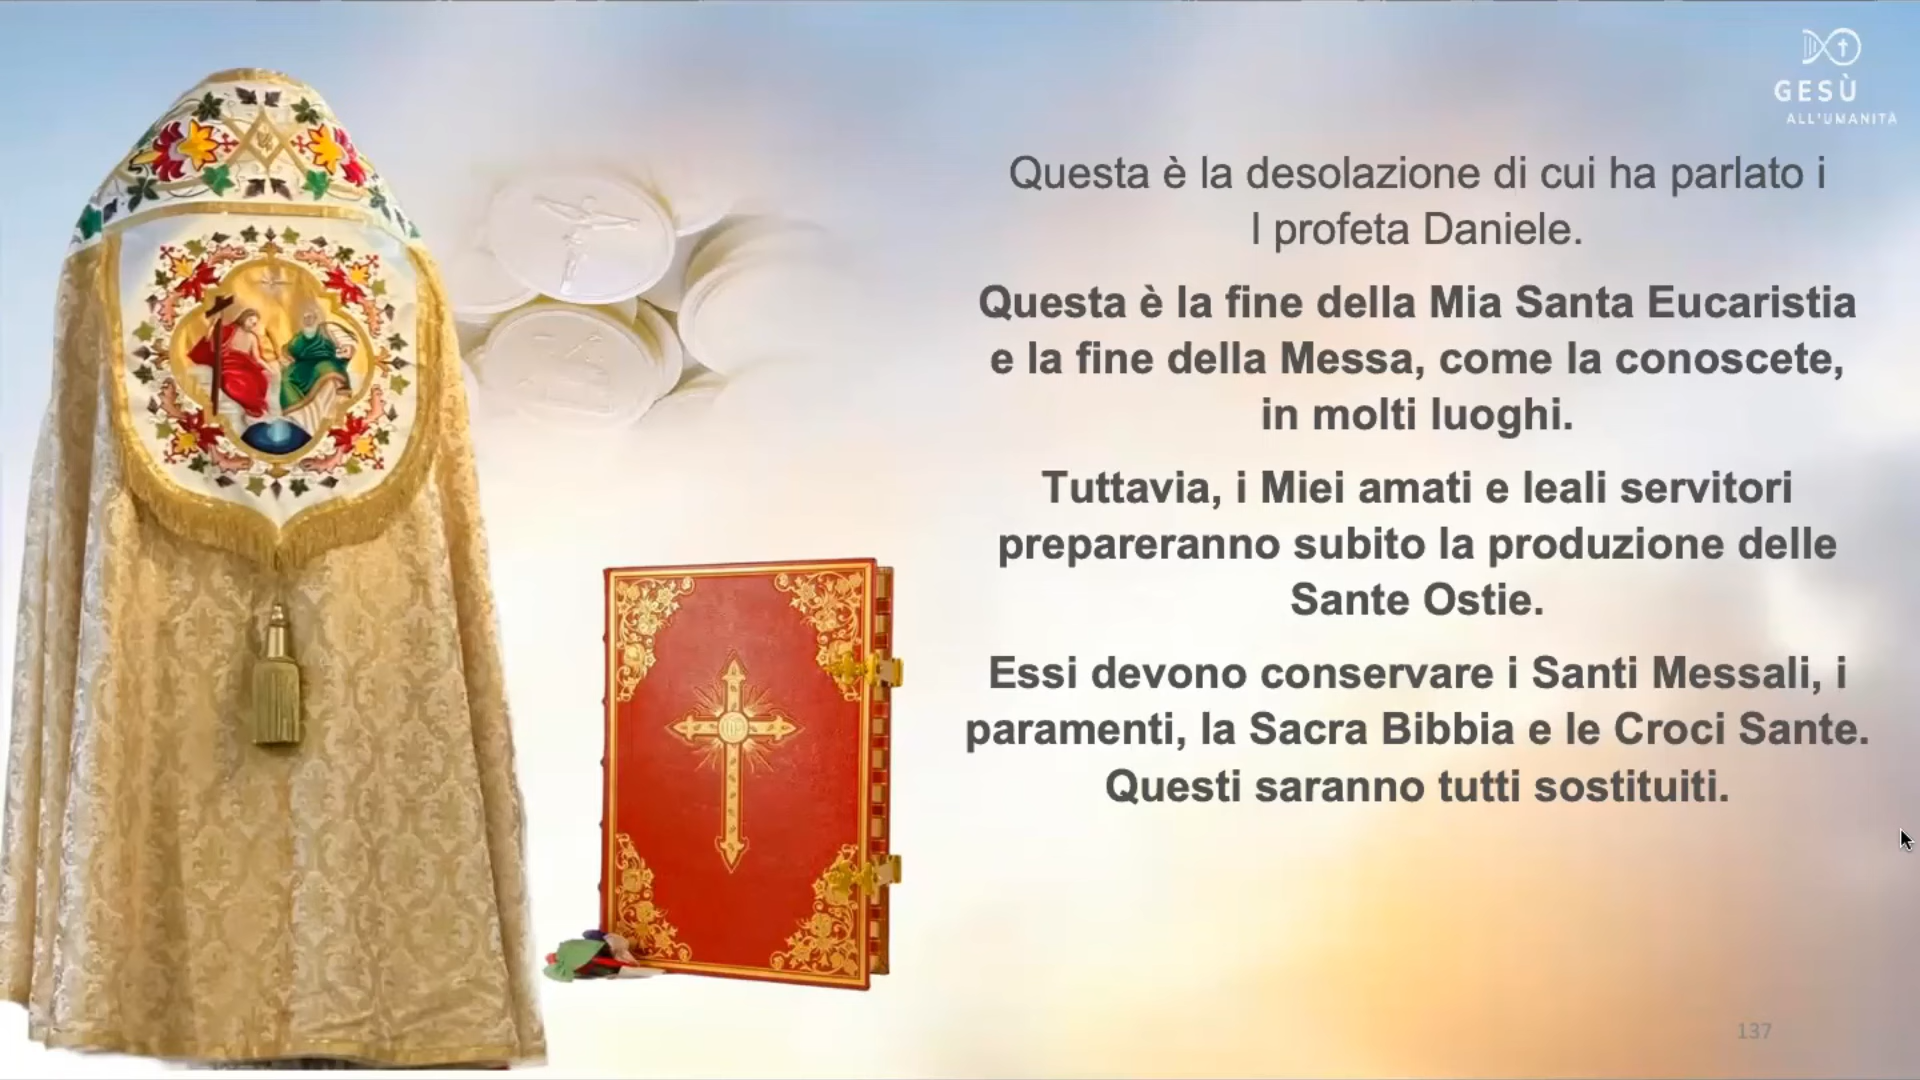 GESÙ
ALL'UMANITÀ
Questa è la desolazione di cui ha parlato i
l profeta Daniele.
Questa è la fine della Mia Santa Eucaristia
e la fine della Messa, come la conoscete,
in molti luoghi.
Tuttavia, i Miei amati e leali servitori
prepareranno subito la produzione delle
Sante Ostie.
Essi devono conservare i Santi Messali, i
paramenti, la Sacra Bibbia e le Croci Sante.
Questi saranno tutti sostituiti.
137